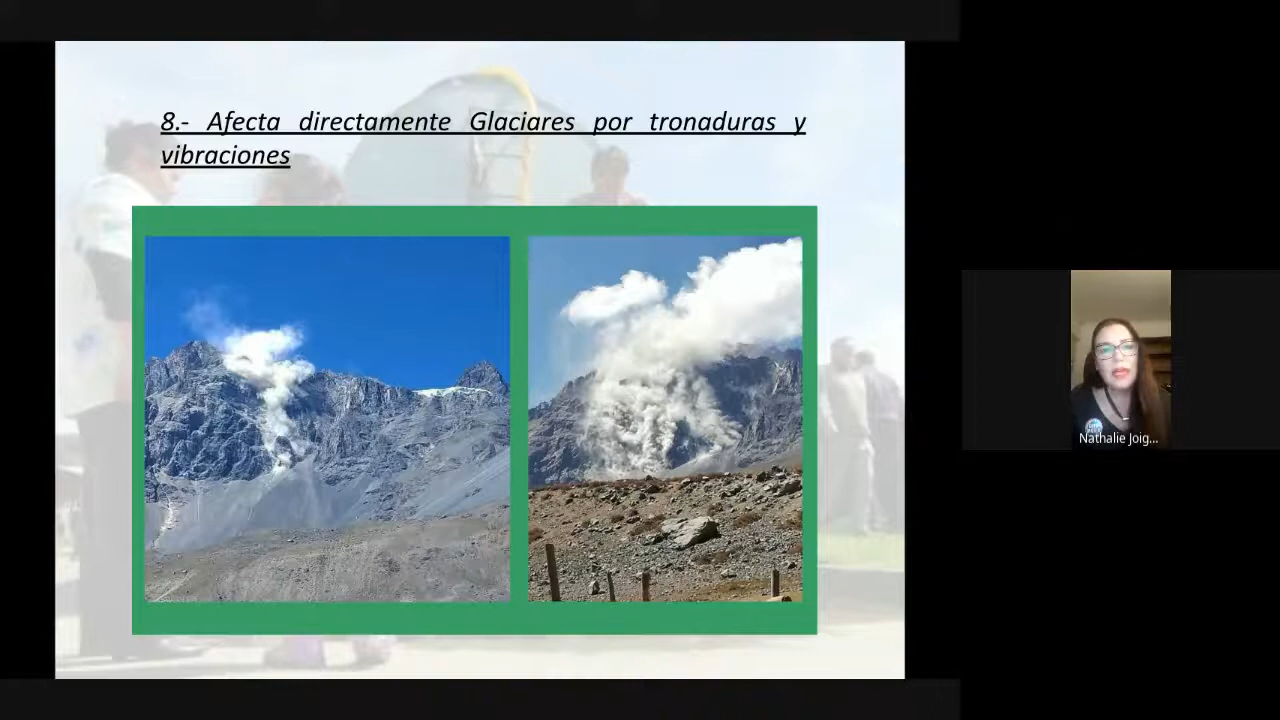 8.- Afecta directamente Glaciares por tronaduras y
vibraciones
Nathalie Joig...